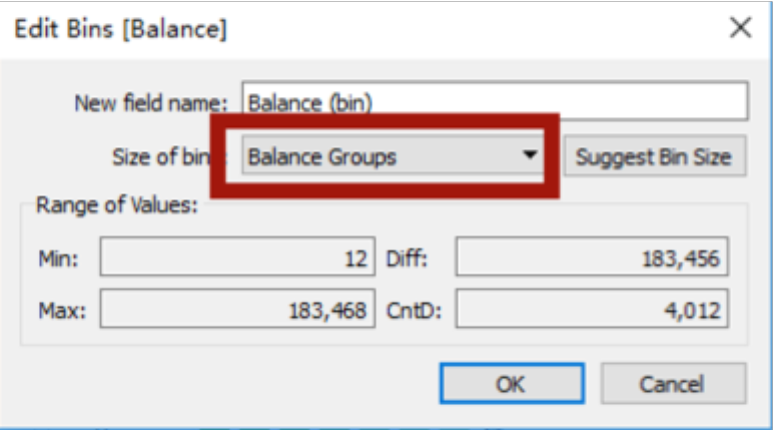 Edit Bins [Balance]
New field name: Balance (bin)
Size of bin: Balance Groups Suggest Bin Size
Range of Values:
Min: 12 Diff: 183,456
Max: 183,468 CntD: 4,012
OK Cancel